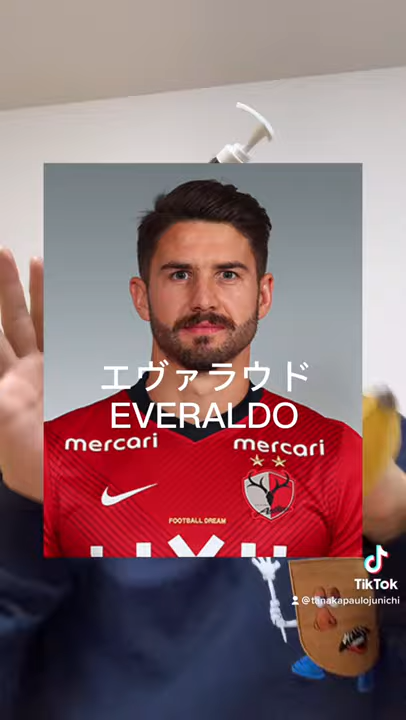 エヴァラウド
EVERALDO
mercari mercari
FOOTBALL DREAM
TikTok
@tanakapaulojunichi